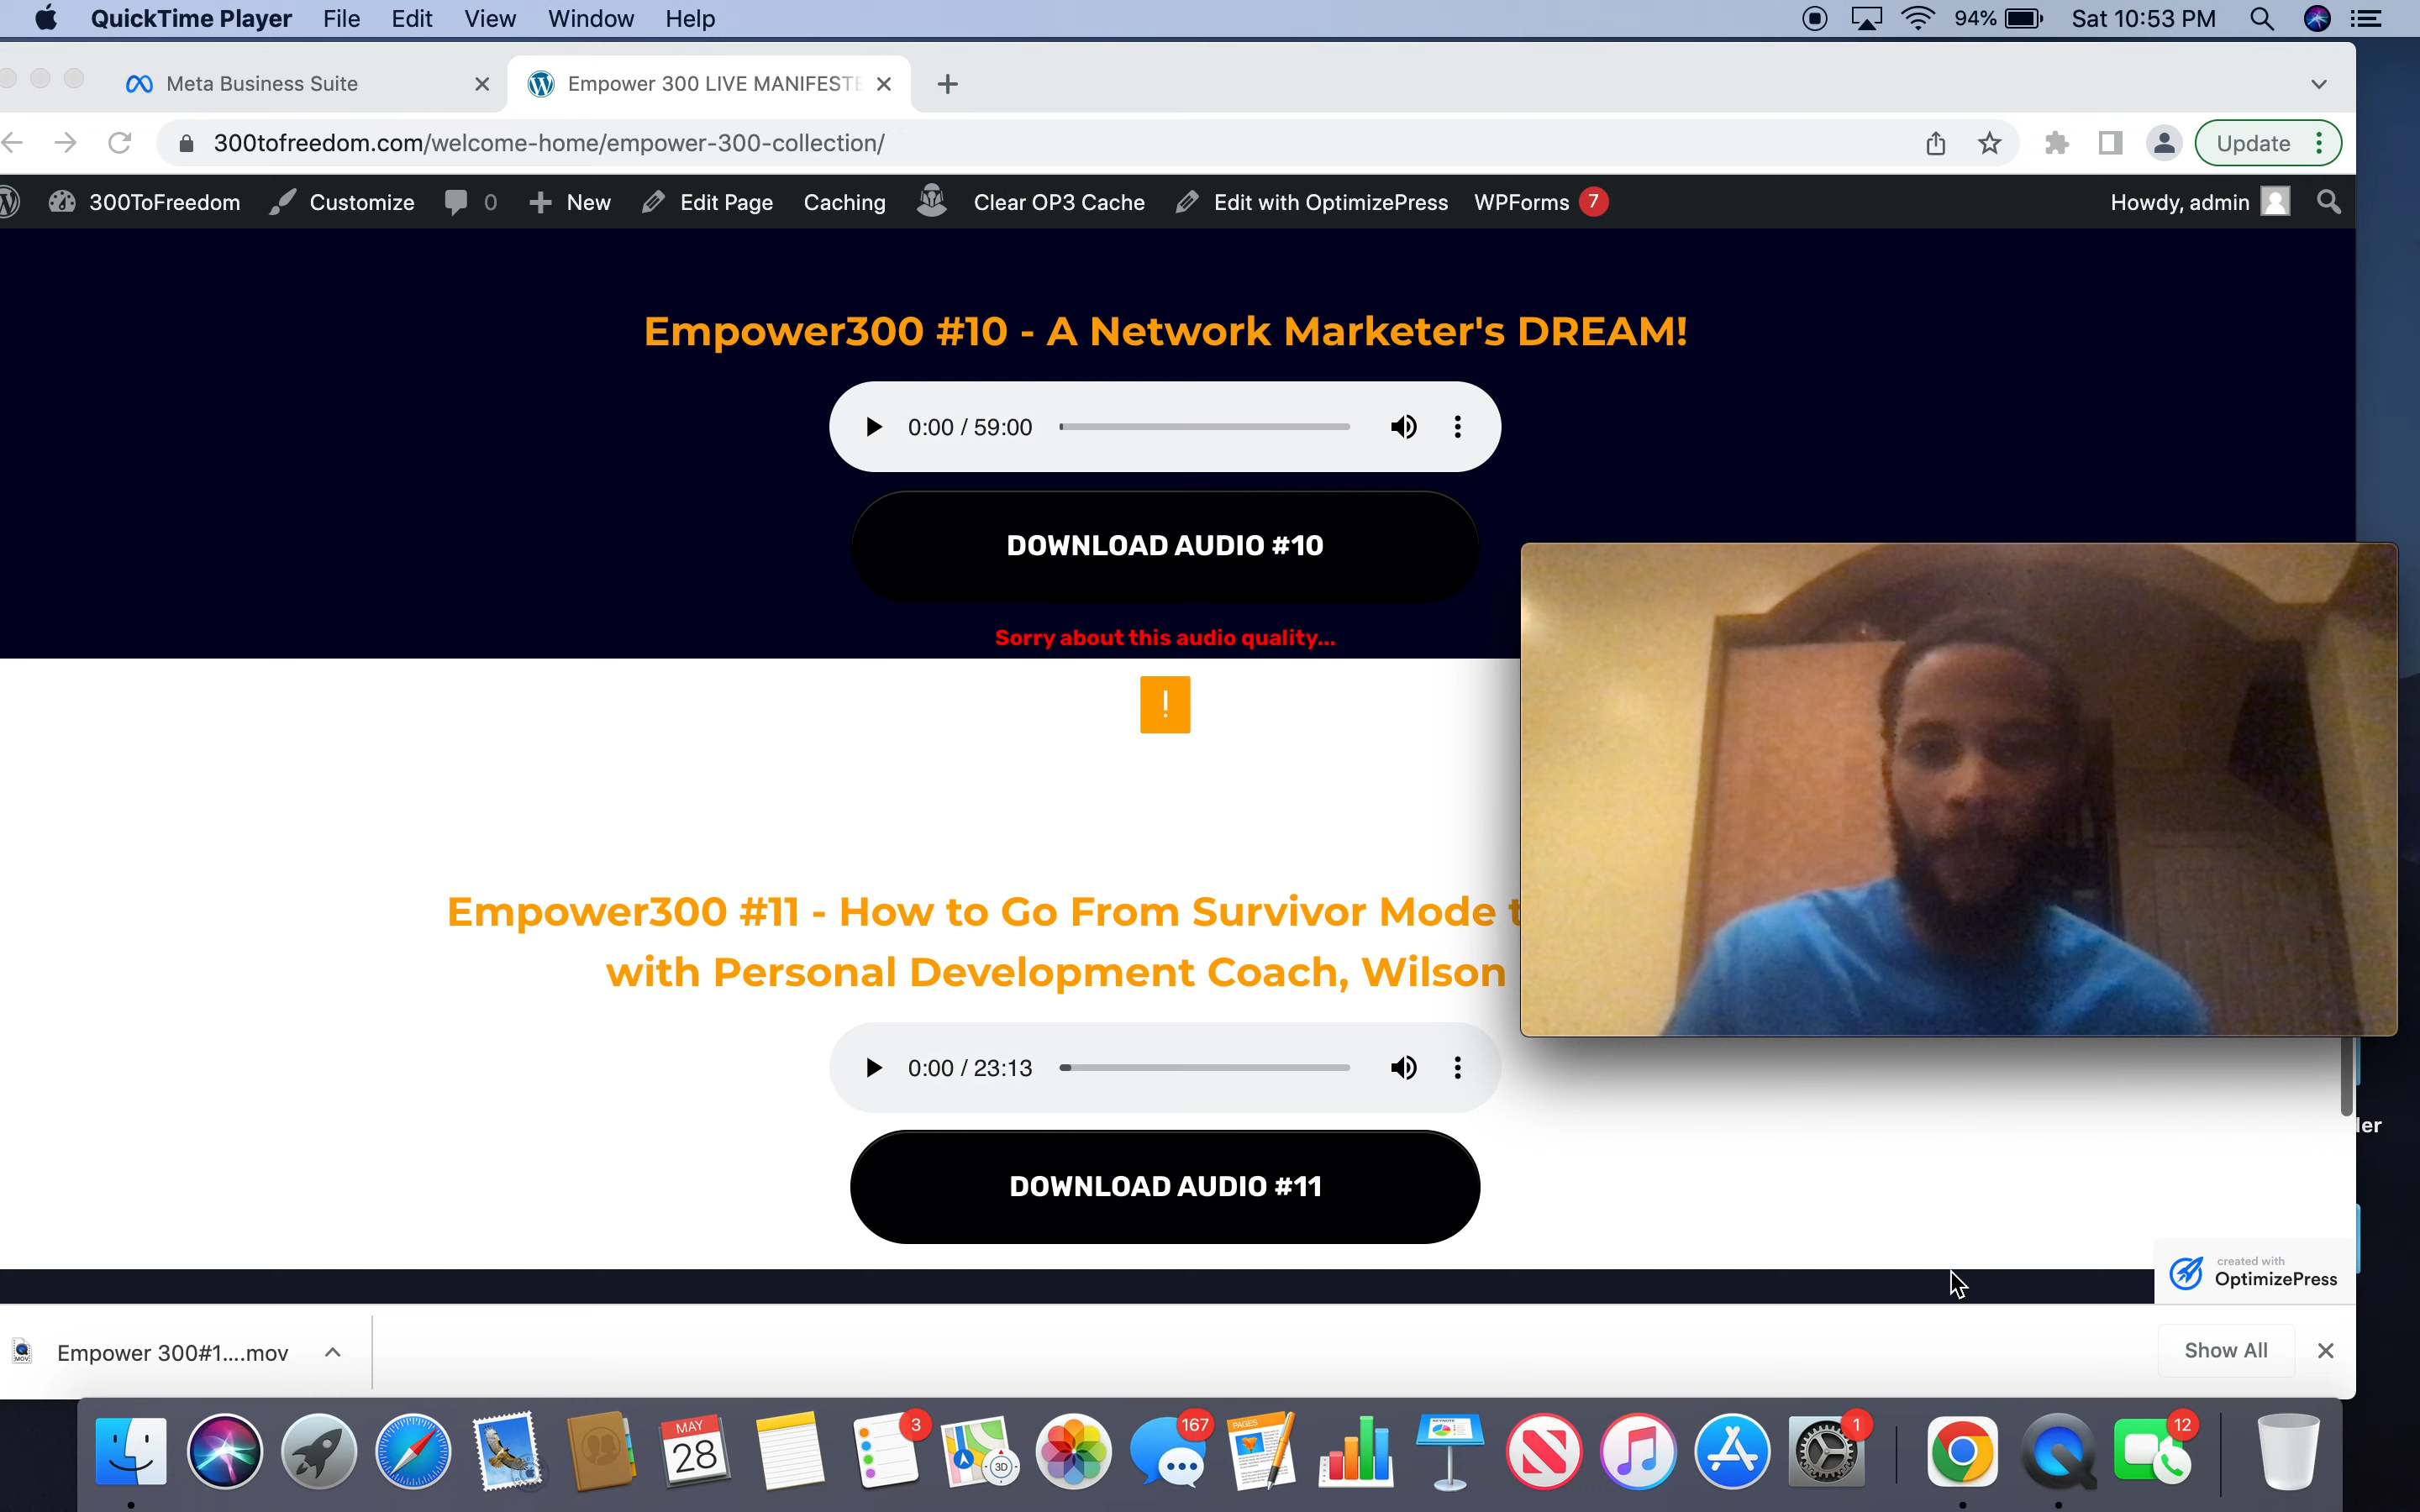 QuickTime Player File Edit View Window Help 94% Sat 10:53 PM
Meta Business Suite Empower 300 LIVE MANIFESTE
300tofreedom.com/welcome-home/empower-300-collection/ Update
300ToFreedom Customize 0 New Edit Page Caching Clear OP3 Cache Edit with OptimizePress WPForms 7 Howdy, admin
Empower300 #10 - A Network Marketer's DREAM!
0:00 / 59:00
DOWNLOAD AUDIO #10
Sorry about this audio quality...
!
Empower300 #11 - How to Go From Survivor Mode t
with Personal Development Coach, Wilson
0:00 / 23:13
DOWNLOAD AUDIO #11
ler
created with
OptimizePress
MOV
Empower 300#1....mov Show All
MAY
28
3
3D
167
PAGES
1
12